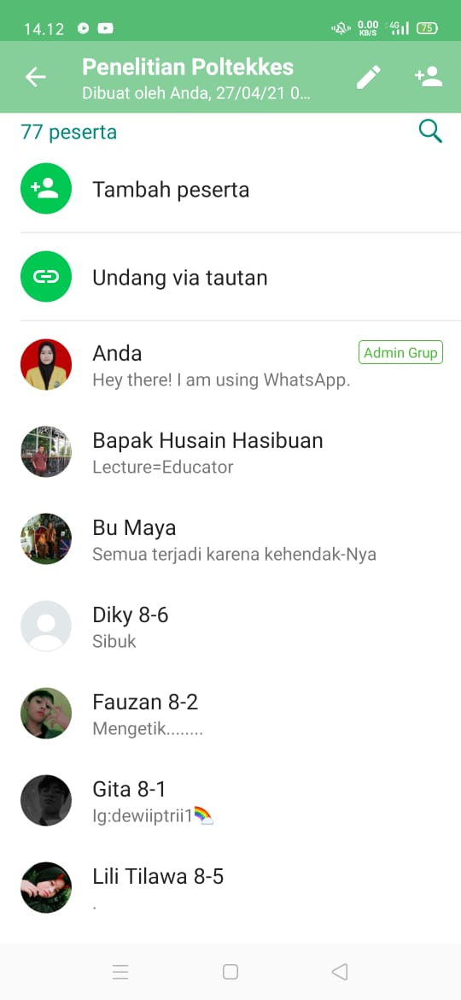 14.12
0.00
KB/S
4G
75
Penelitian Poltekkes
Dibuat oleh Anda, 27/04/21 0...
77 peserta
Tambah peserta
Undang via tautan
Anda
Admin Grup
Hey there! I am using WhatsApp.
Bapak Husain Hasibuan
Lecture=Educator
Bu Maya
Semua terjadi karena kehendak-Nya
Diky 8-6
Sibuk
Fauzan 8-2
Mengetik........
Gita 8-1
Ig:dewiiptrii1🌈
Lili Tilawa 8-5
.